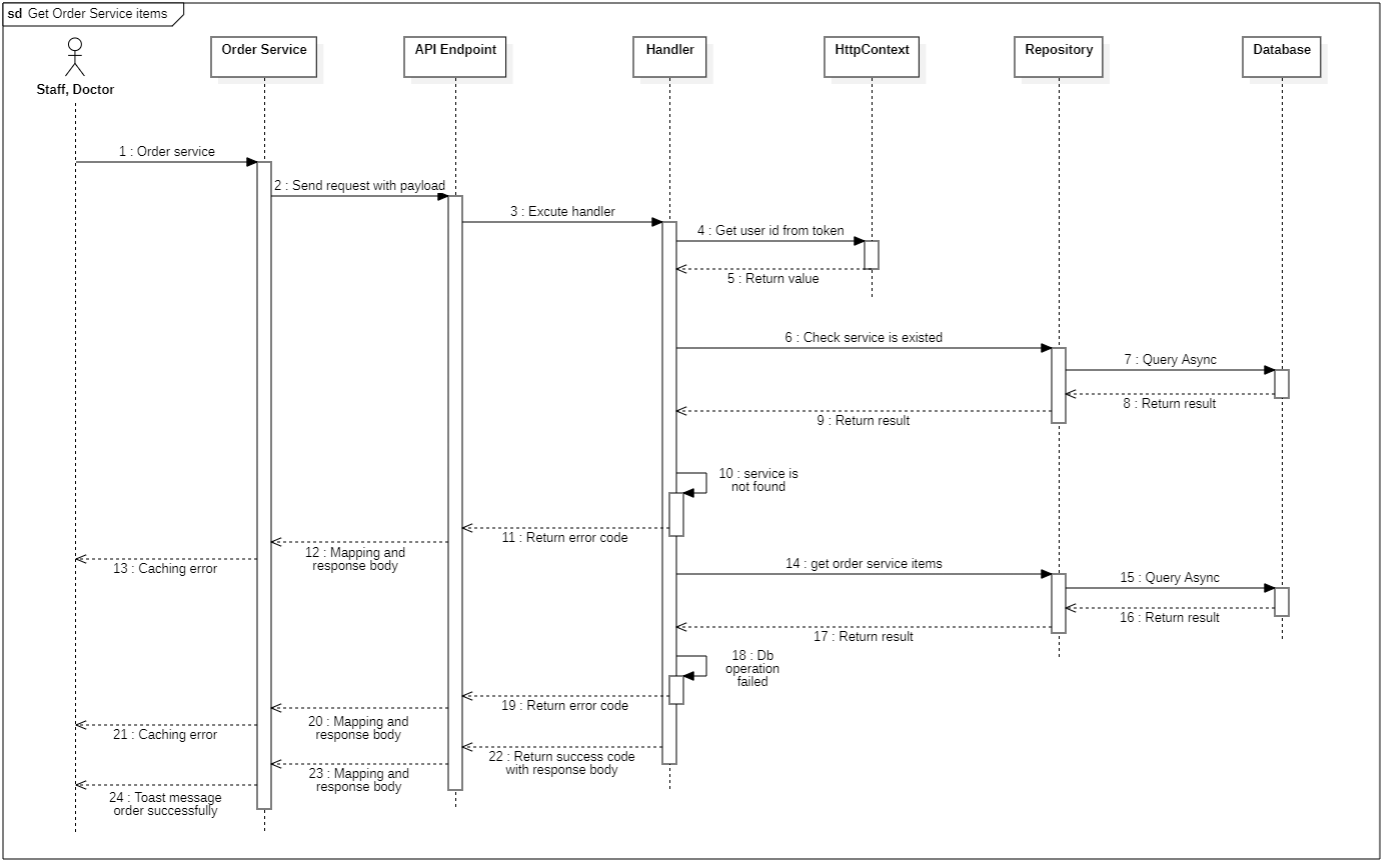 sd Get Order Service items
Staff, Doctor
Order Service
API Endpoint
Handler
HttpContext
Repository
Database
1 : Order service
2 : Send request with payload
3 : Excute handler
4 : Get user id from token
5 : Return value
6 : Check service is existed
7 : Query Async
8 : Return result
9 : Return result
10 : service is
not found
11 : Return error code
12 : Mapping and
response body
13 : Caching error
14 : get order service items
15 : Query Async
16 : Return result
17 : Return result
18 : Db
operation
failed
19 : Return error code
20 : Mapping and
response body
21 : Caching error
22 : Return success code
with response body
23 : Mapping and
response body
24 : Toast message
order successfully